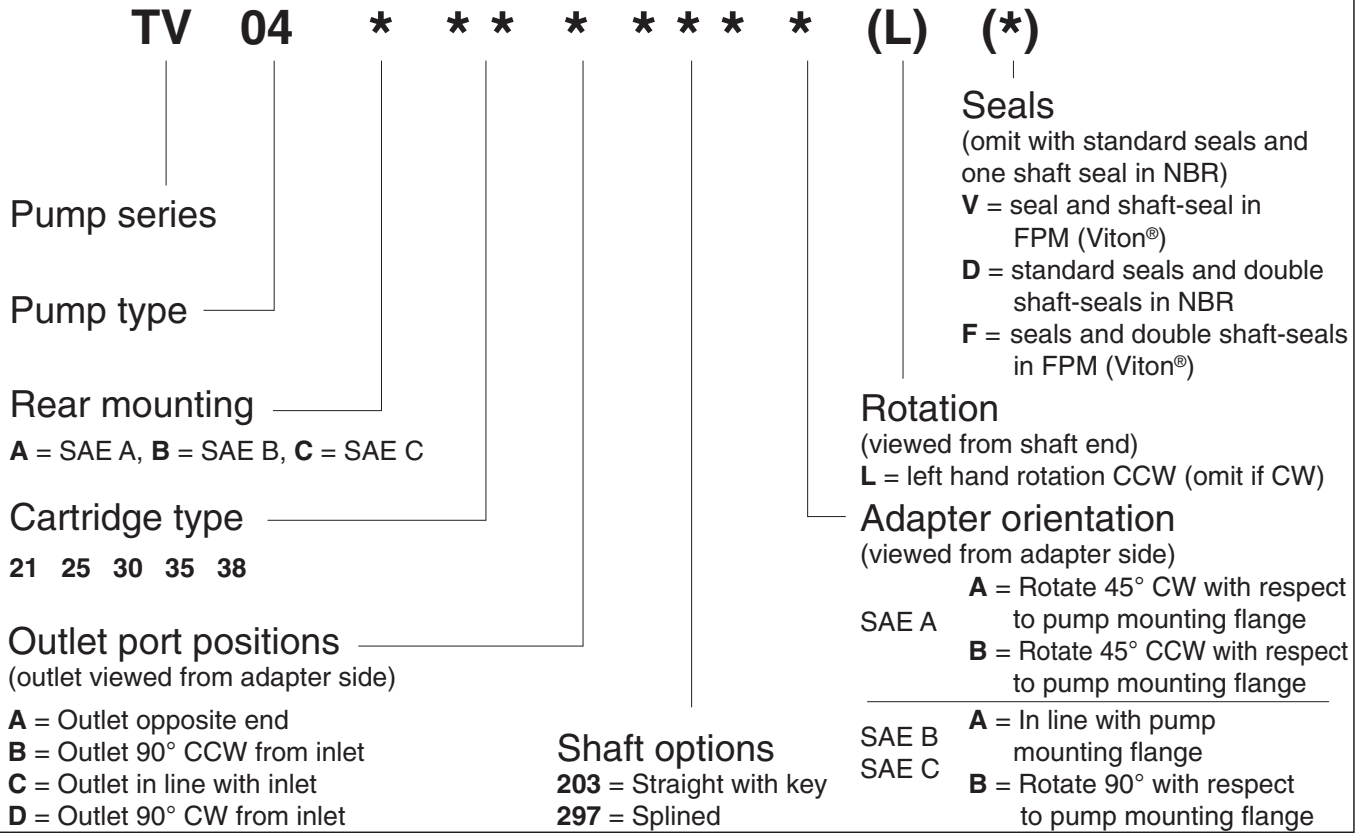 TV 04 * ** * *** * (L) (*)
Pump series
Pump type
Rear mounting
A = SAE A, B = SAE B, C = SAE C
Cartridge type
21 25 30 35 38
Outlet port positions
(outlet viewed from adapter side)
A = Outlet opposite end
B = Outlet 90° CCW from inlet
C = Outlet in line with inlet
D = Outlet 90° CW from inlet
Shaft options
203 = Straight with key
297 = Splined
Seals
(omit with standard seals and
one shaft seal in NBR)
V = seal and shaft-seal in
FPM (Viton®)
D = standard seals and double
shaft-seals in NBR
F = seals and double shaft-seals
in FPM (Viton®)
Rotation
(viewed from shaft end)
L = left hand rotation CCW (omit if CW)
Adapter orientation
(viewed from adapter side)
SAE A
A = Rotate 45° CW with respect
to pump mounting flange
B = Rotate 45° CCW with respect
to pump mounting flange
SAE B
SAE C
A = In line with pump
mounting flange
B = Rotate 90° with respect
to pump mounting flange